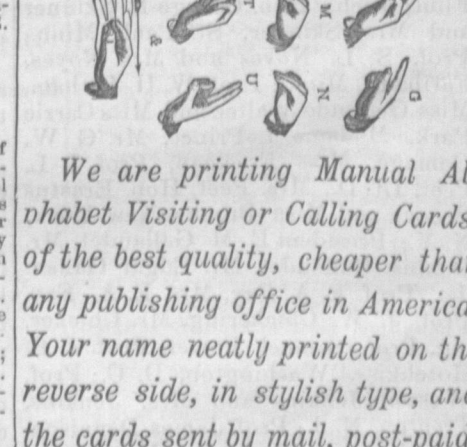 We are printing Manual Al
phabet Visiting or Calling Cards
of the best quality, cheaper than
any publishing office in America
Your name neatly printed on th
reverse side, in stylish type, and
the cards sent by mail, post-paid